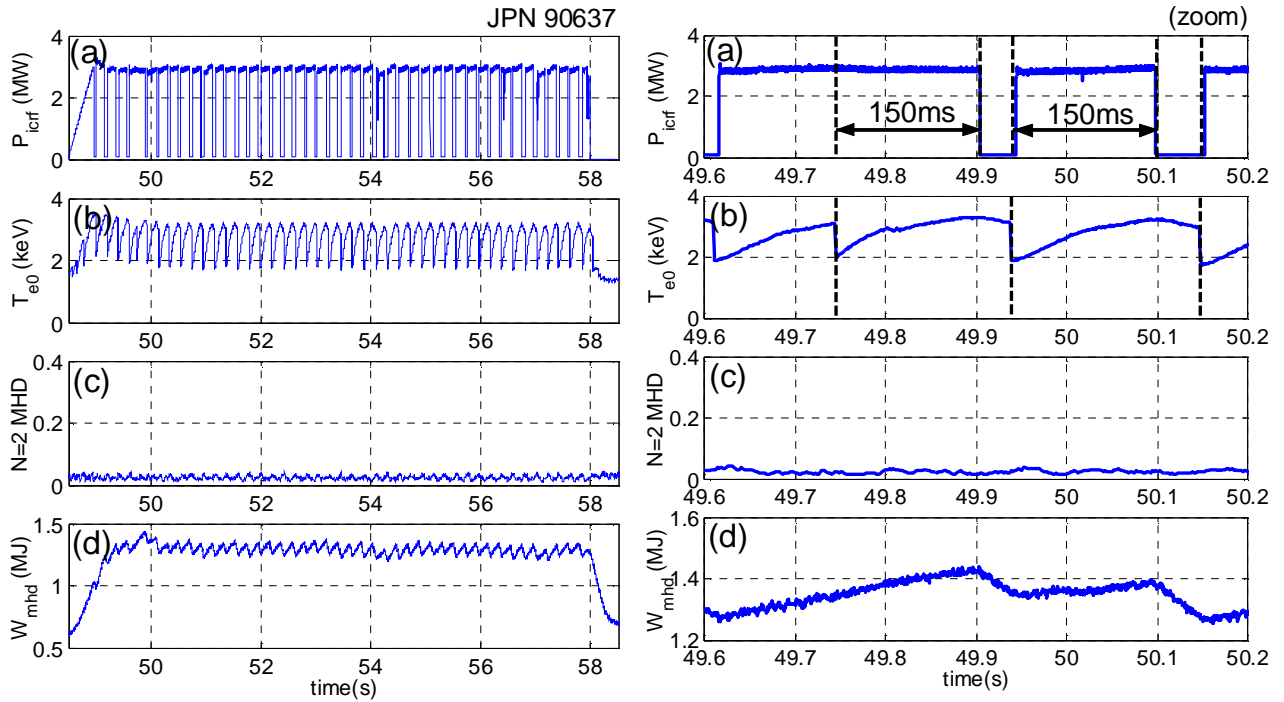 JPN 90637
(a)
P_icrf (MW)
4
2
0
50 52 54 56 58
(b)
T_e0 (keV)
4
2
0
50 52 54 56 58
(c)
N=2 MHD
0.4
0.2
0
50 52 54 56 58
(d)
W_mhd (MJ)
1.5
1
0.5
50 52 54 56 58
time(s)
(zoom)
(a)
P_icrf (MW)
4
2
0
150ms 150ms
49.6 49.7 49.8 49.9 50 50.1 50.2
(b)
T_e0 (keV)
4
2
0
49.6 49.7 49.8 49.9 50 50.1 50.2
(c)
N=2 MHD
0.4
0.2
0
49.6 49.7 49.8 49.9 50 50.1 50.2
(d)
W_mhd (MJ)
1.6
1.4
1.2
49.6 49.7 49.8 49.9 50 50.1 50.2
time(s)